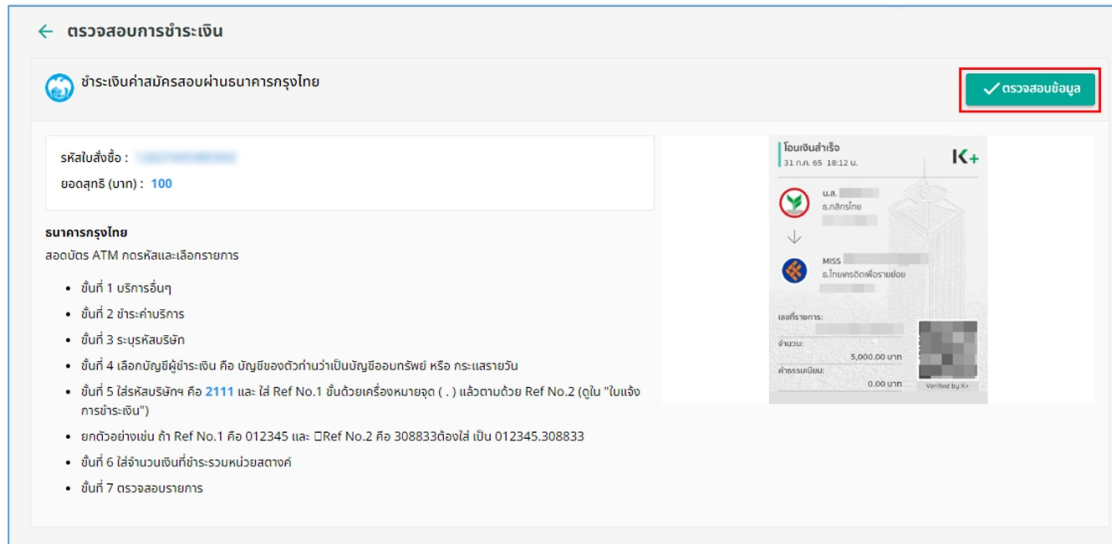 ตรวจสอบการชำระเงิน
ชำระเงินค่าสมัครสอบผ่านธนาคารกรุงไทย
ตรวจสอบข้อมูล
รหัสใบสั่งซื้อ :
ยอดสุทธิ (บาท) : 100
ธนาคารกรุงไทย
สอดบัตร ATM กดรหัสและเลือกรายการ
• ขั้นที่ 1 บริการอื่นๆ
• ขั้นที่ 2 ชำระค่าบริการ
• ขั้นที่ 3 ระบุรหัสบริษัท
• ขั้นที่ 4 เลือกบัญชีผู้ชำระเงิน คือ บัญชีของตัวท่านว่าเป็นบัญชีออมทรัพย์ หรือ กระแสรายวัน
• ขั้นที่ 5 ใส่รหัสบริษัทฯ คือ 2111 และ ใส่ Ref No.1 ขั้นด้วยเครื่องหมายจุด ( . ) แล้วตามด้วย Ref No.2 (ดูใน "ใบแจ้ง
การชำระเงิน")
• ยกตัวอย่างเช่น ถ้า Ref No.1 คือ 012345 และ Ref No.2 คือ 308833ต้องใส่ เป็น 012345.308833
• ขั้นที่ 6 ใส่จำนวนเงินที่ชำระรวมหน่วยสตางค์
• ขั้นที่ 7 ตรวจสอบรายการ
โอนเงินสำเร็จ
31 ก.ค. 65 18:12 น.
K+
น.ส.
ธ.กสิกรไทย
MISS
ธ.ไทยเครดิตเพื่อรายย่อย
เลขที่รายการ:
จำนวน:
5,000.00 บาท
ค่าธรรมเนียม:
0.00 บาท
Verified by K+